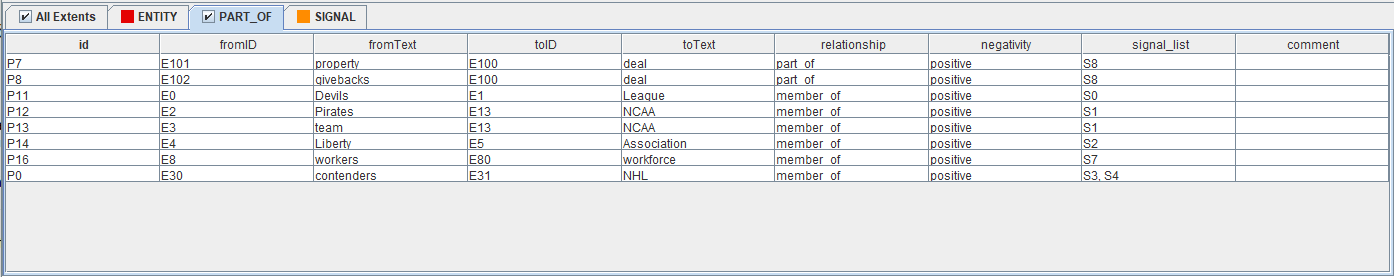 All Extents ENTITY PART_OF SIGNAL
id fromID fromText toID toText relationship negativity signal_list comment
P7 E101 property E100 deal part_of positive S8
P8 E102 givebacks E100 deal part_of positive S8
P11 E0 Devils E1 League member_of positive S0
P12 E2 Pirates E13 NCAA member_of positive S1
P13 E3 team E13 NCAA member_of positive S1
P14 E4 Liberty E5 Association member_of positive S2
P16 E8 workers E80 workforce member_of positive S7
P0 E30 contenders E31 NHL member_of positive S3, S4